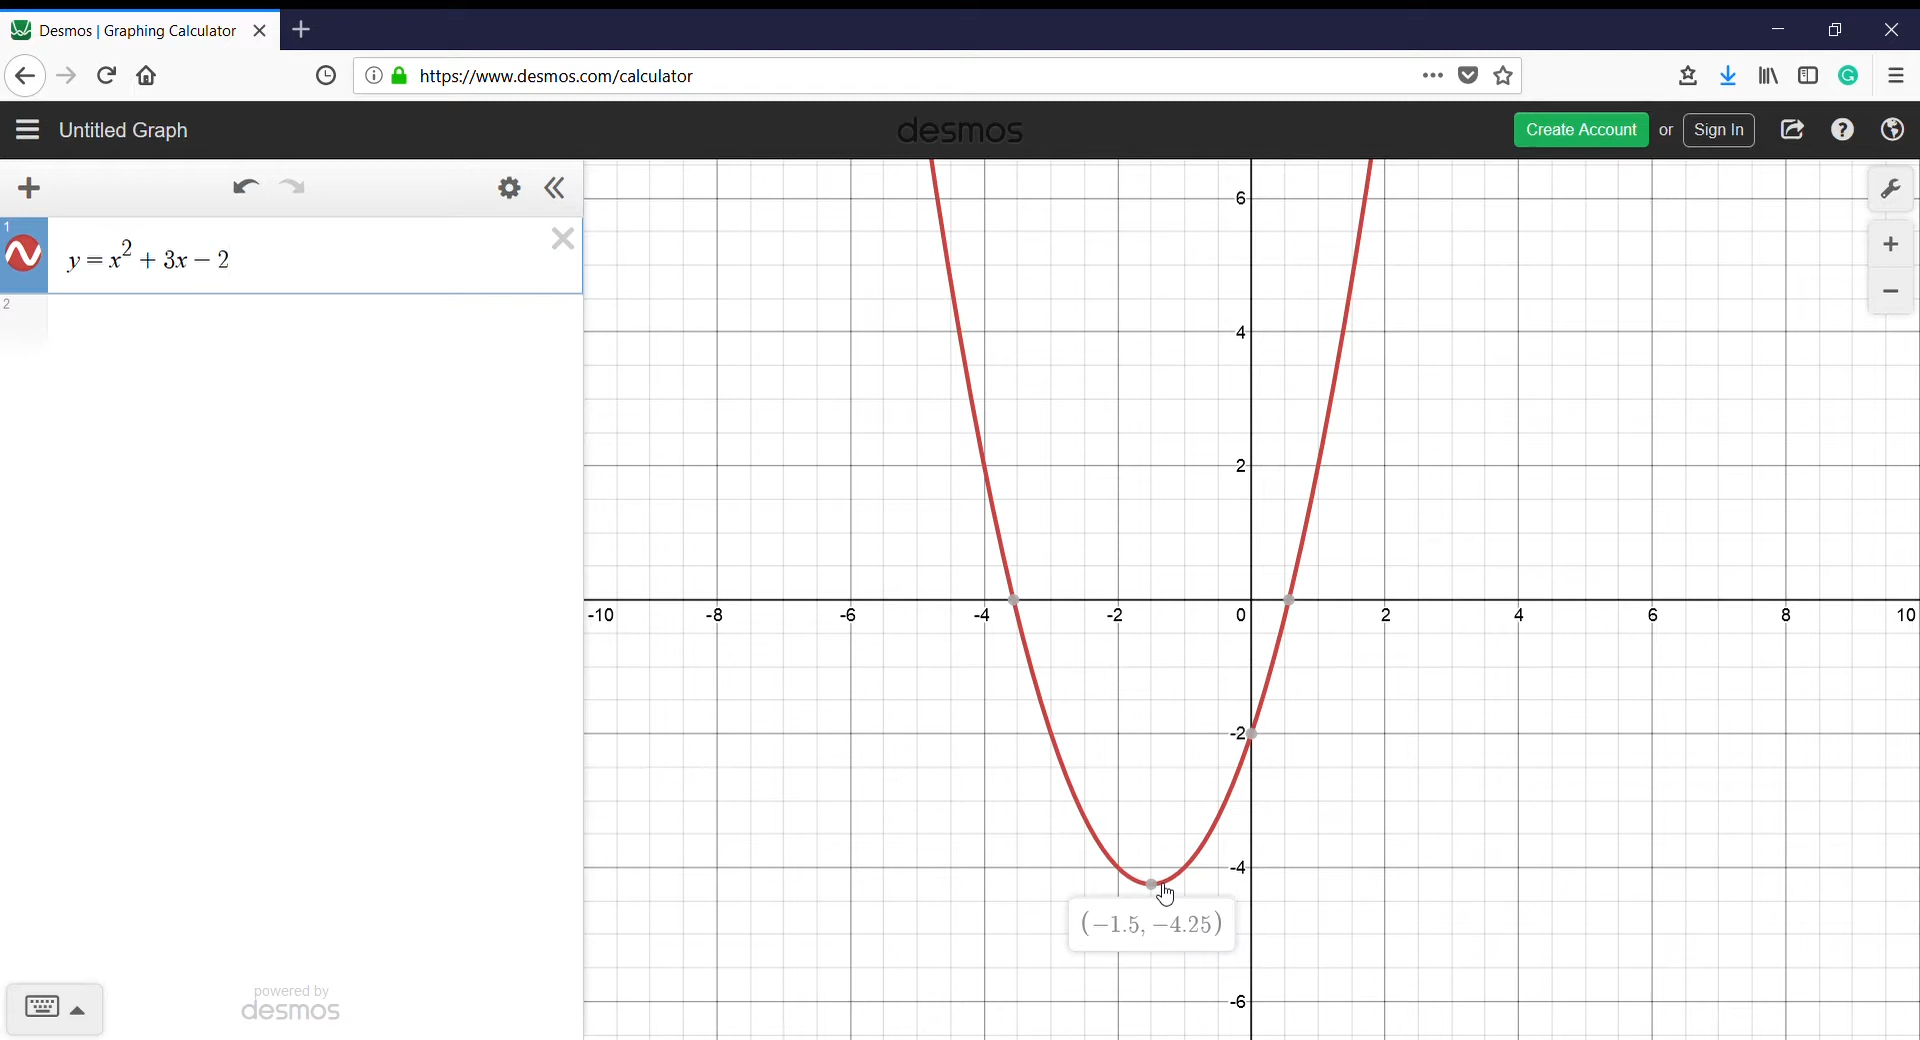 Desmos | Graphing Calculator
https://www.desmos.com/calculator
Untitled Graph
desmos
Create Account or Sign In
1
y = x² + 3x − 2
2
6
4
2
-10 -8 -6 -4 -2 0 2 4 6 8 10
-2
-4
(−1.5, −4.25)
-6
powered by
desmos